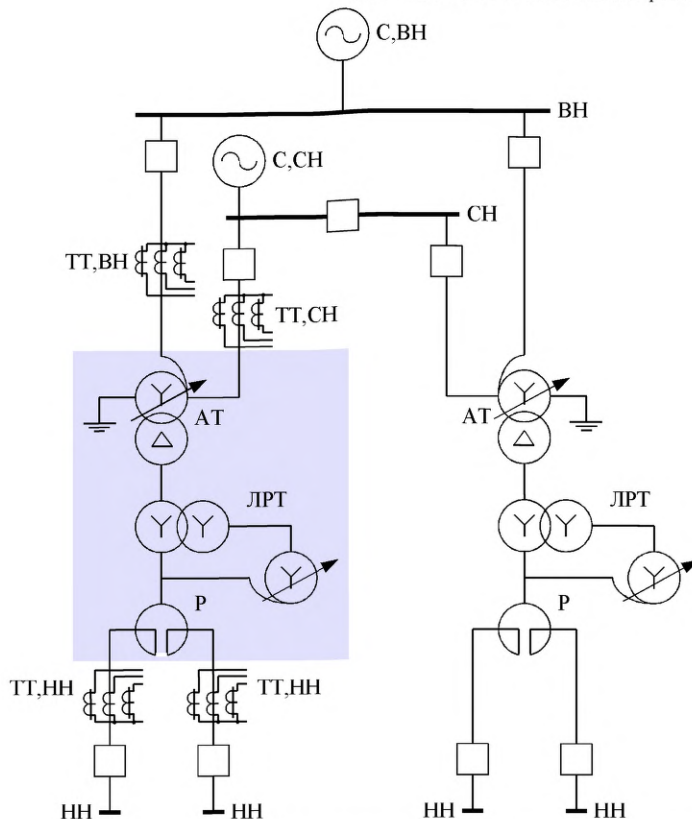 С,ВН
ВН
С,СН
СН
ТТ,ВН
ТТ,СН
АТ
АТ
ЛРТ
ЛРТ
Р
Р
ТТ,НН
ТТ,НН
НН
НН
НН
НН